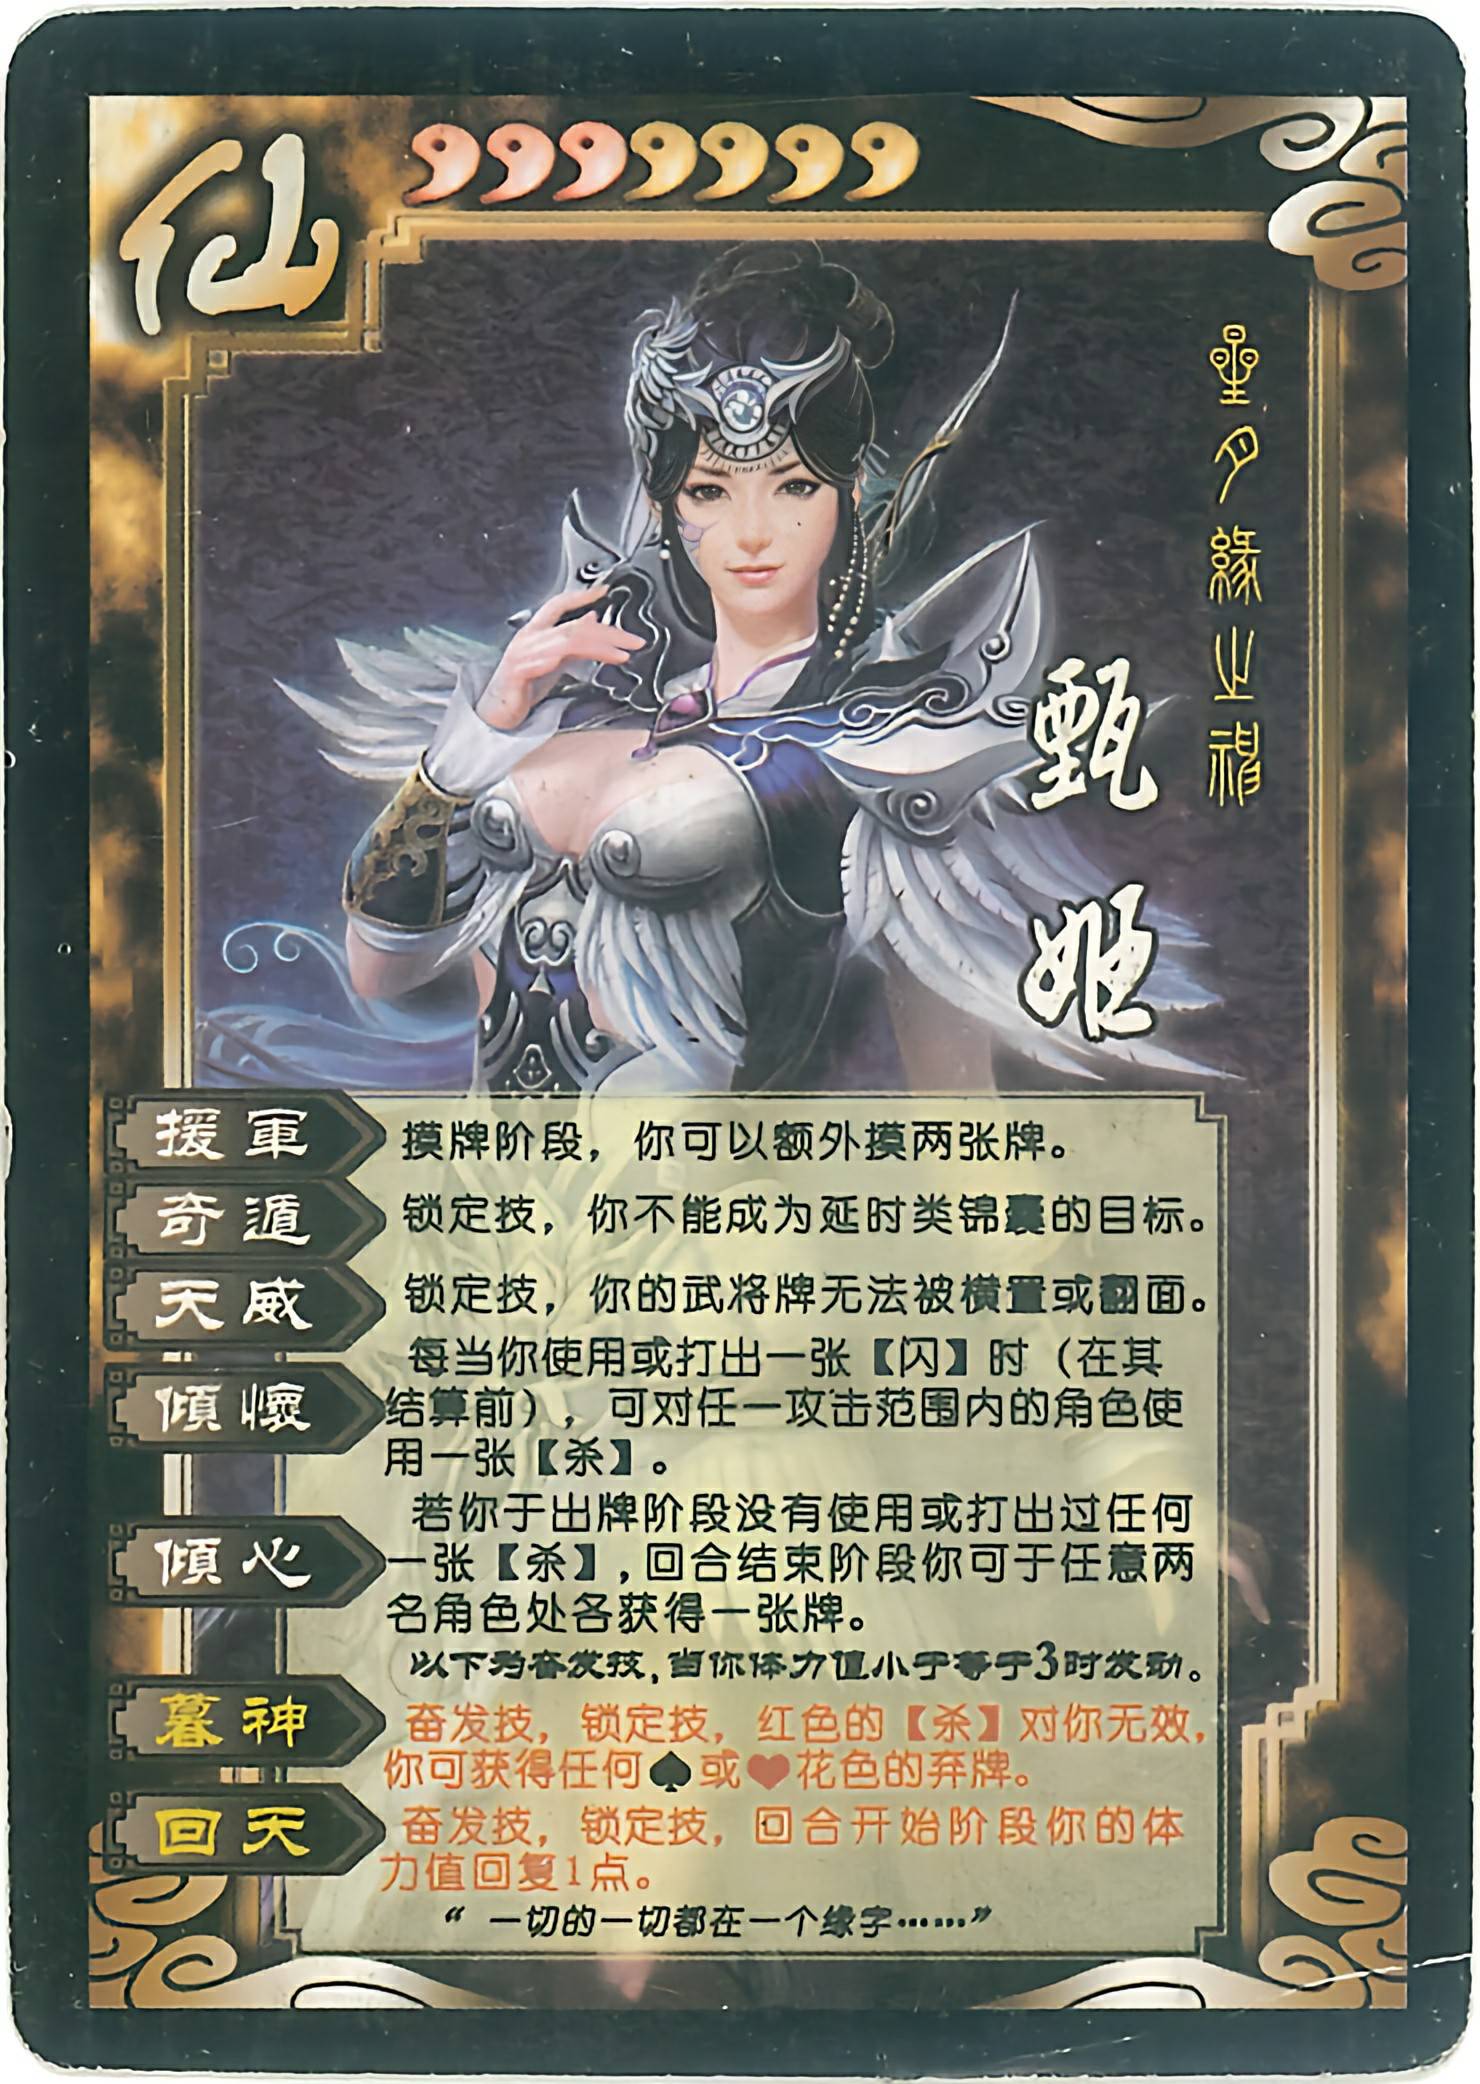 仙
星月緣之神
甄姬
援軍
摸牌阶段，你可以额外摸两张牌。
奇遁
锁定技，你不能成为延时类锦囊的目标。
天威
锁定技，你的武将牌无法被横置或翻面。
傾懷
每当你使用或打出一张【闪】时（在其
结算前），可对任一攻击范围内的角色使
用一张【杀】。
傾心
若你于出牌阶段没有使用或打出过任何
一张【杀】,回合结束阶段你可于任意两
名角色处各获得一张牌。
以下为奋发技,当你体力值小于等于3时发动。
暮神
奋发技，锁定技，红色的【杀】对你无效,
你可获得任何♠或♥花色的弃牌。
回天
奋发技，锁定技，回合开始阶段你的体
力值回复1点。
“一切的一切都在一个缘字……”